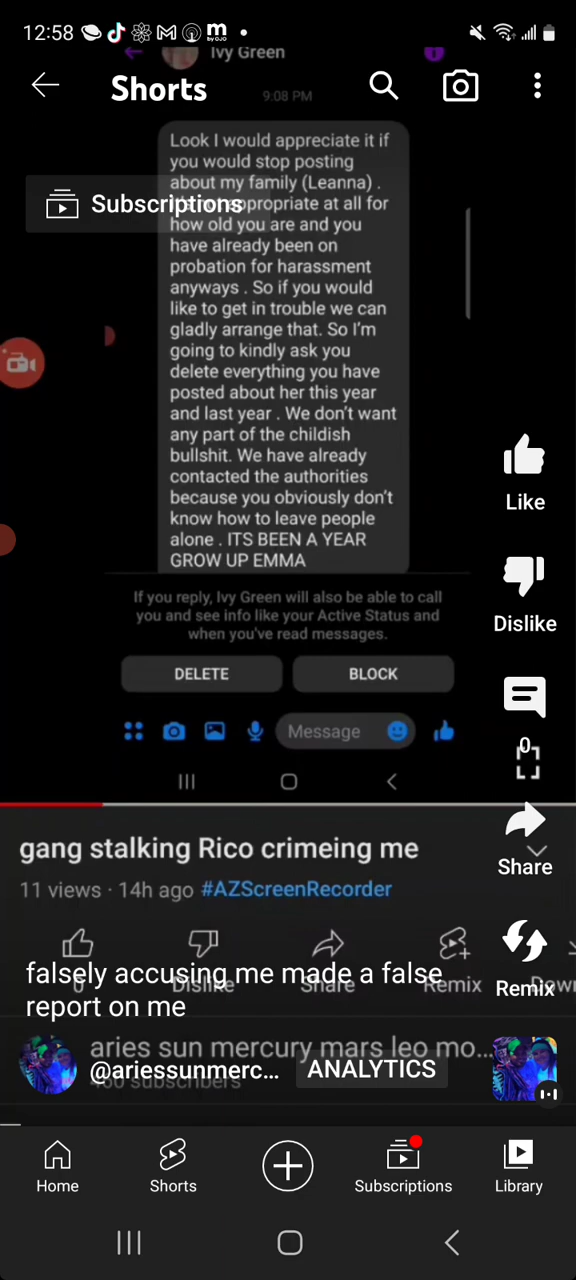 12:58
Ivy Green
Shorts
9:08 PM
Look I would appreciate it if
you would stop posting
about my family (Leanna) .
Subscriptions
appropriate at all for
how old you are and you
have already been on
probation for harassment
anyways . So if you would
like to get in trouble we can
gladly arrange that. So I'm
going to kindly ask you
delete everything you have
posted about her this year
and last year . We don't want
any part of the childish
bullshit. We have already
contacted the authorities
because you obviously don't
know how to leave people
alone . ITS BEEN A YEAR
GROW UP EMMA
Like
Dislike
If you reply, Ivy Green will also be able to call
you and see info like your Active Status and
when you've read messages.
DELETE
BLOCK
0
Message
Share
gang stalking Rico crimeing me
11 views · 14h ago #AZScreenRecorder
0
Dislike
Share
Remix
Remix
falsely accusing me made a false
report on me
aries sun mercury mars leo mo...
@ariessunmerc...
ANALYTICS
subscribers
Home
Shorts
Subscriptions
Library